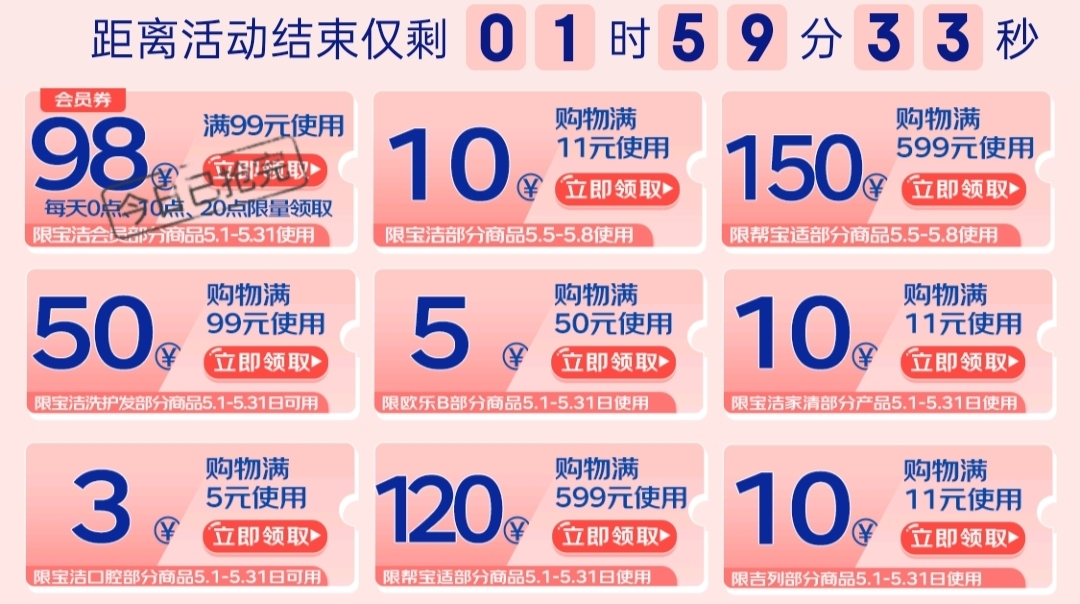 距离活动结束仅剩 01 时 59 分 33 秒
会员券
98¥
满99元使用
立即领取
今日已抢完
每天0点、10点、20点限量领取
限宝洁会员部分商品5.1-5.31使用
10¥
购物满
11元使用
立即领取
限宝洁部分商品5.5-5.8使用
150¥
购物满
599元使用
立即领取
限帮宝适部分商品5.5-5.8使用
50¥
购物满
99元使用
立即领取
限宝洁洗护发部分商品5.1-5.31日可用
5¥
购物满
50元使用
立即领取
限欧乐B部分商品5.1-5.31日使用
10¥
购物满
11元使用
立即领取
限宝洁家清部分产品5.1-5.31日使用
3¥
购物满
5元使用
立即领取
限宝洁口腔部分商品5.1-5.31日可用
120¥
购物满
599元使用
立即领取
限帮宝适部分商品5.1-5.31日使用
10¥
购物满
11元使用
立即领取
限吉列部分商品5.1-5.31日使用